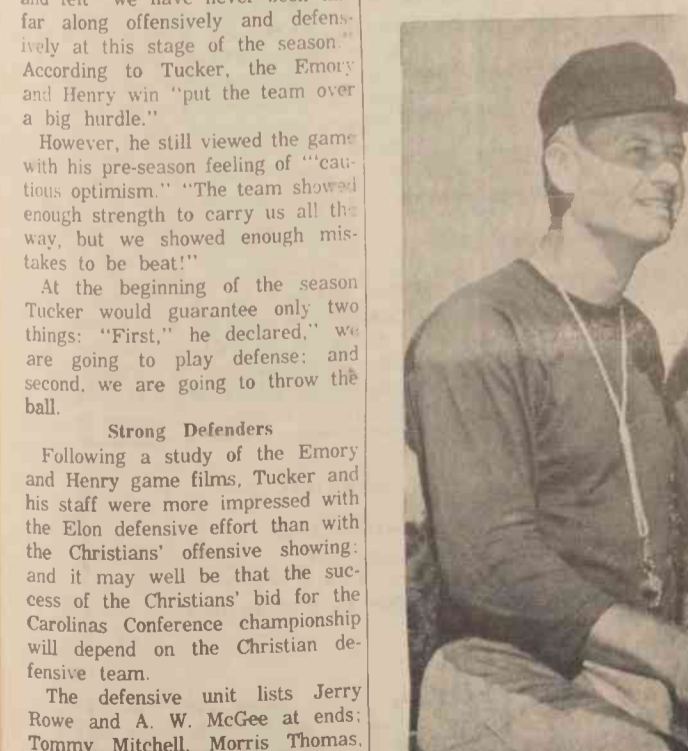 and felt "we have never been
far along offensively and defens-
ively at this stage of the season."
According to Tucker, the Emory
and Henry win "put the team over
a big hurdle."
However, he still viewed the game
with his pre-season feeling of "'cau-
tious optimism." "The team showed
enough strength to carry us all the
way, but we showed enough mis-
takes to be beat!"
At the beginning of the season
Tucker would guarantee only two
things: "First," he declared," we
are going to play defense: and
second, we are going to throw the
ball.
Strong Defenders
Following a study of the Emory
and Henry game films, Tucker and
his staff were more impressed with
the Elon defensive effort than with
the Christians' offensive showing:
and it may well be that the suc-
cess of the Christians' bid for the
Carolinas Conference championship
will depend on the Christian de-
fensive team.
The defensive unit lists Jerry
Rowe and A. W. McGee at ends;
Tommy Mitchell, Morris Thomas,